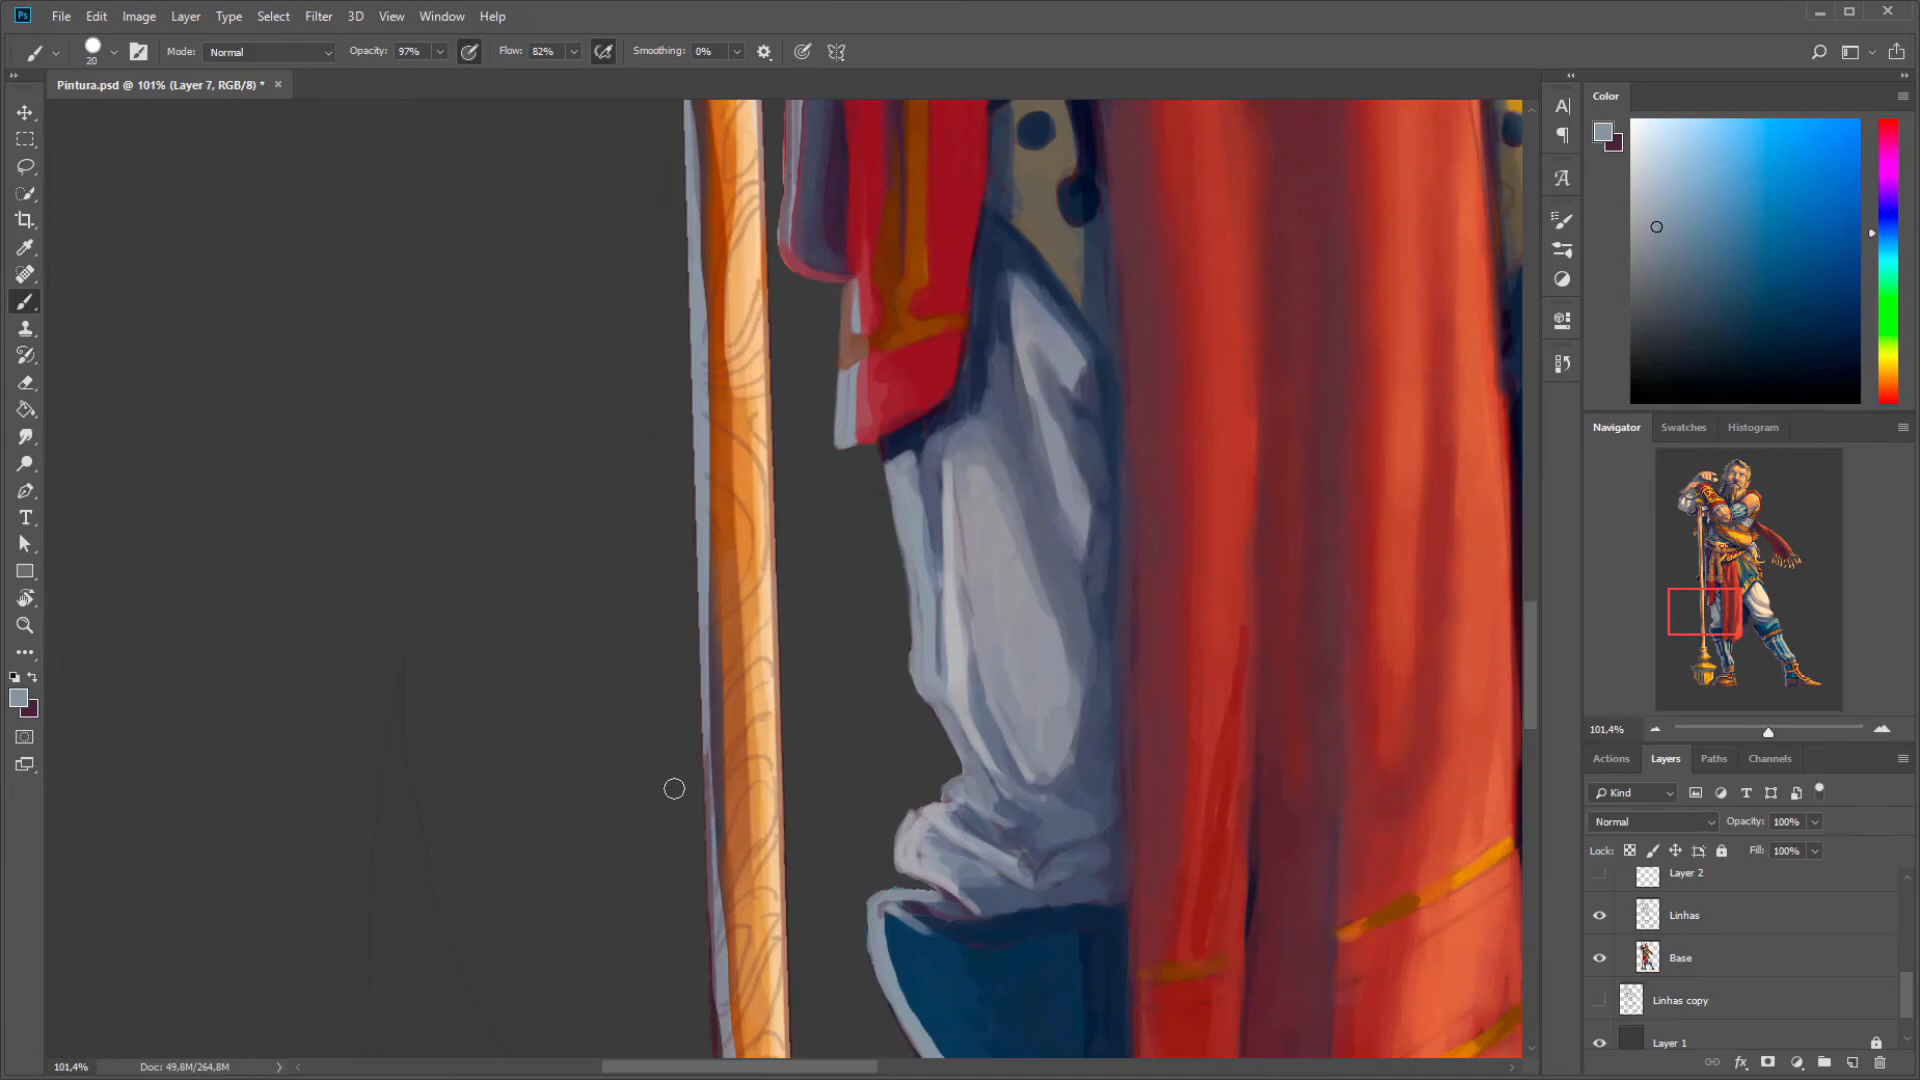 Ps File Edit Image Layer Type Select Filter 3D View Window Help
20 Mode: Normal Opacity: 97% Flow: 82% Smoothing: 0%
Pintura.psd @ 101% (Layer 7, RGB/8) * ×
Color
Navigator Swatches Histogram
101,4%
Actions Layers Paths Channels
Kind
Normal Opacity: 100%
Lock: Fill: 100%
Layer 2
Linhas
Base
Linhas copy
Layer 1
101,4% Doc: 49,8M/264,8M